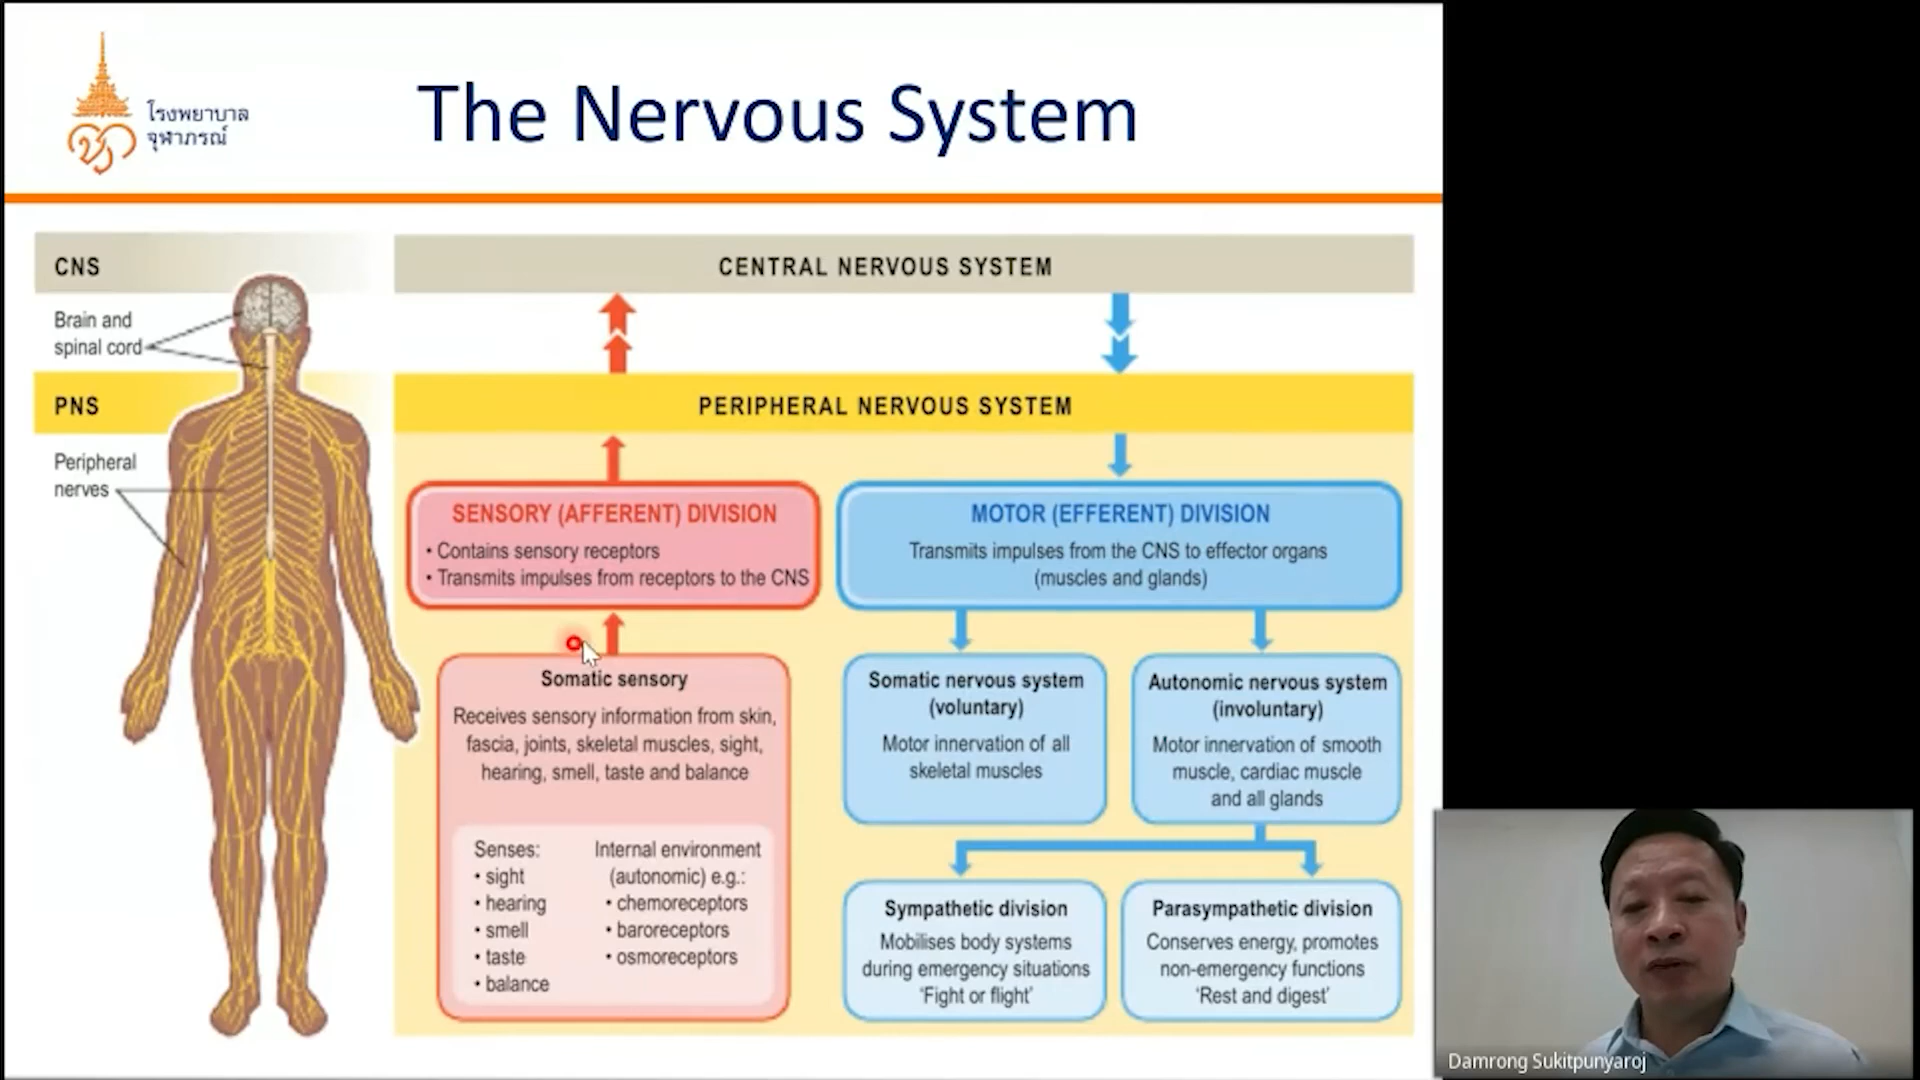 โรงพยาบาล
จุฬาภรณ์
The Nervous System
CNS
Brain and
spinal cord
PNS
Peripheral
nerves
CENTRAL NERVOUS SYSTEM
PERIPHERAL NERVOUS SYSTEM
SENSORY (AFFERENT) DIVISION
• Contains sensory receptors
• Transmits impulses from receptors to the CNS
Somatic sensory
Receives sensory information from skin,
fascia, joints, skeletal muscles, sight,
hearing, smell, taste and balance
Senses:
• sight
• hearing
• smell
• taste
• balance
Internal environment
(autonomic) e.g.:
• chemoreceptors
• baroreceptors
• osmoreceptors
MOTOR (EFFERENT) DIVISION
Transmits impulses from the CNS to effector organs
(muscles and glands)
Somatic nervous system
(voluntary)
Motor innervation of all
skeletal muscles
Autonomic nervous system
(involuntary)
Motor innervation of smooth
muscle, cardiac muscle
and all glands
Sympathetic division
Mobilises body systems
during emergency situations
‘Fight or flight’
Parasympathetic division
Conserves energy, promotes
non-emergency functions
‘Rest and digest’
Damrong Sukitpunyaroj